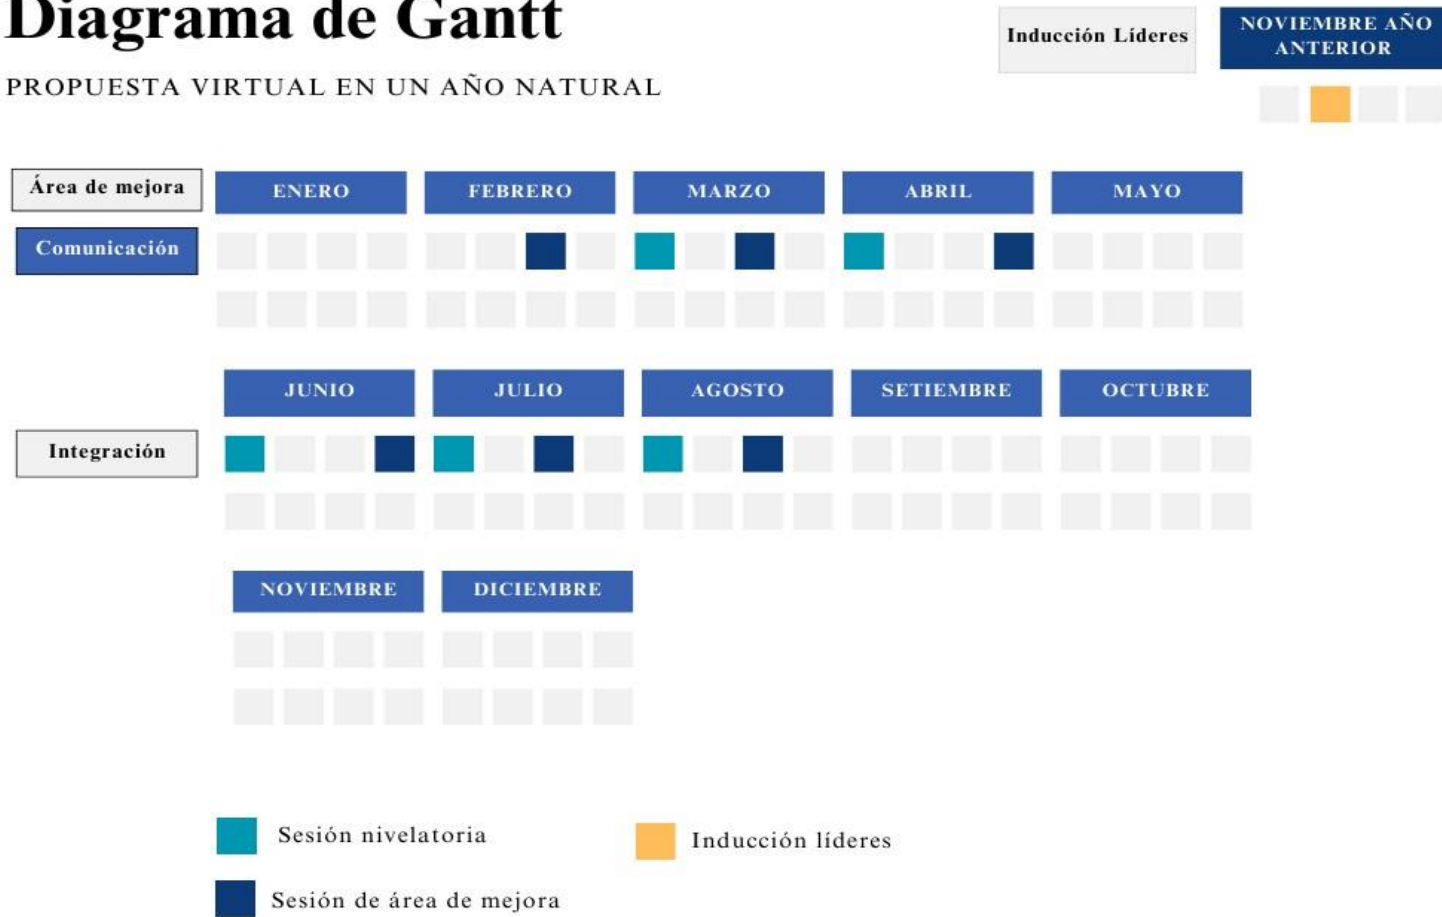 Diagrama de Gantt
PROPUESTA VIRTUAL EN UN AÑO NATURAL
Inducción Líderes
NOVIEMBRE AÑO
ANTERIOR
Área de mejora
ENERO
FEBRERO
MARZO
ABRIL
MAYO
Comunicación
JUNIO
JULIO
AGOSTO
SETIEMBRE
OCTUBRE
Integración
NOVIEMBRE
DICIEMBRE
Sesión nivelatoria
Inducción líderes
Sesión de área de mejora